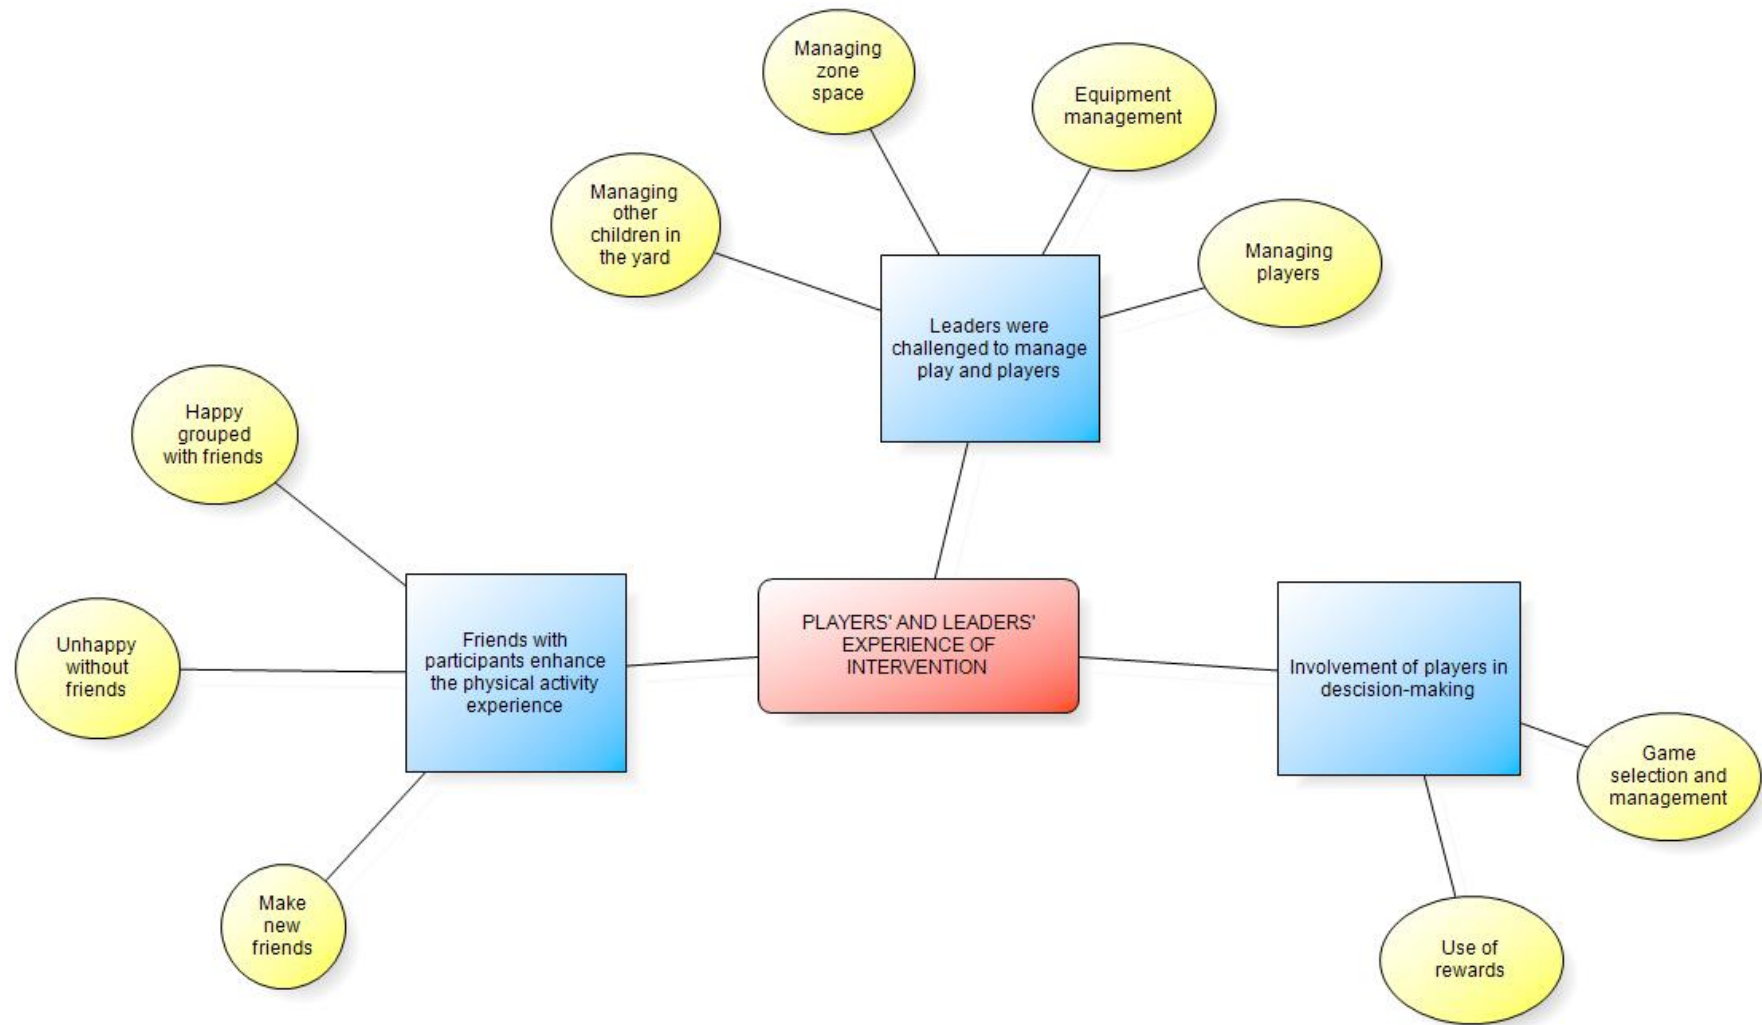 Managing
zone
space
Equipment
management
Managing
other
children in
the yard
Managing
players
Leaders were
challenged to manage
play and players
Happy
grouped
with friends
Unhappy
without
friends
Friends with
participants enhance
the physical activity
experience
PLAYERS' AND LEADERS'
EXPERIENCE OF
INTERVENTION
Involvement of players in
descision-making
Game
selection and
management
Make
new
friends
Use of
rewards